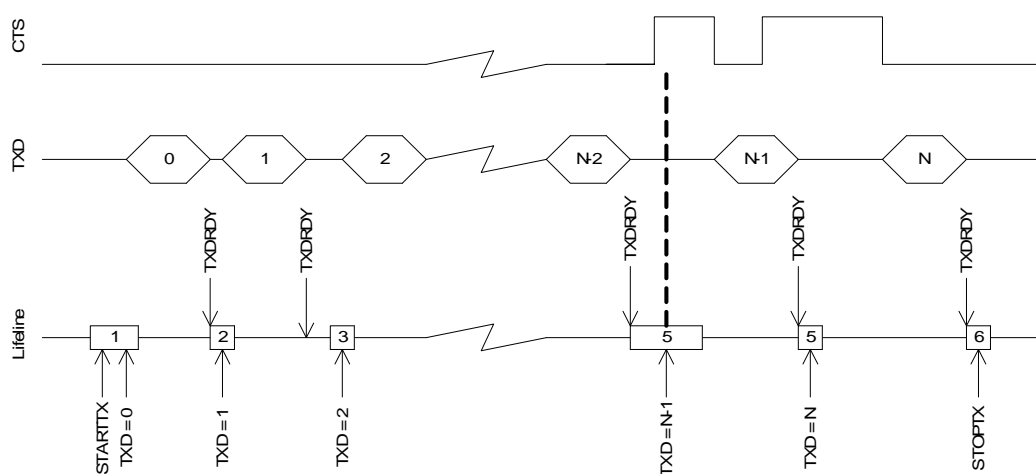 CTS
TXD
0
1
2
N-2
N-1
N
TXDRDY
TXDRDY
TXDRDY
TXDRDY
TXDRDY
Lifeline
1
2
3
5
5
6
STARTTX
TXD = 0
TXD = 1
TXD = 2
TXD = N-1
TXD = N
STOPTX